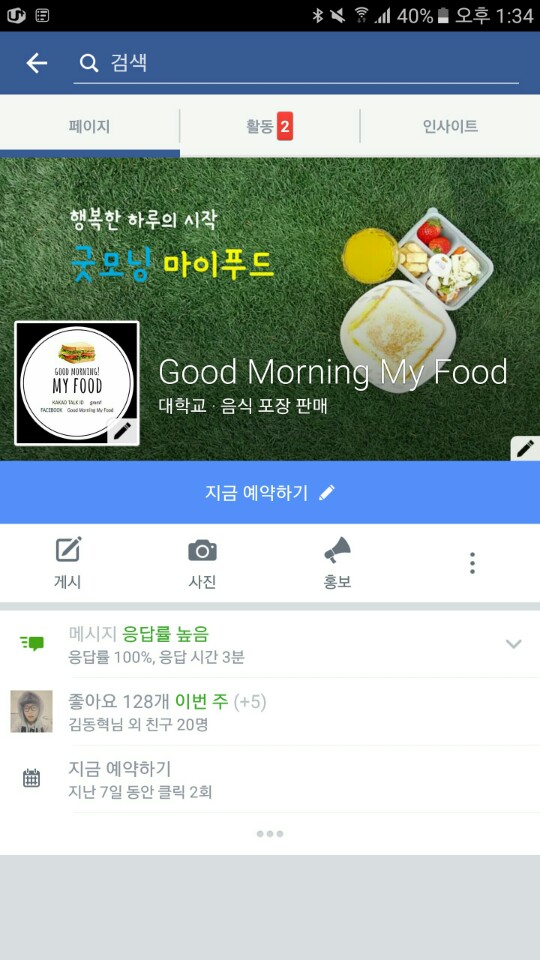 40% 오후 1:34
검색
페이지
활동 2
인사이트
행복한 하루의 시작
굿모닝 마이푸드
GOOD MORNING!
MY FOOD
KAKAO TALK ID
FACEBOOK Good Morning My Food
Good Morning My Food
대학교 · 음식 포장 판매
지금 예약하기
게시
사진
홍보
메시지 응답률 높음
응답률 100%, 응답 시간 3분
좋아요 128개 이번 주 (+5)
김동혁님 외 친구 20명
지금 예약하기
지난 7일 동안 클릭 2회